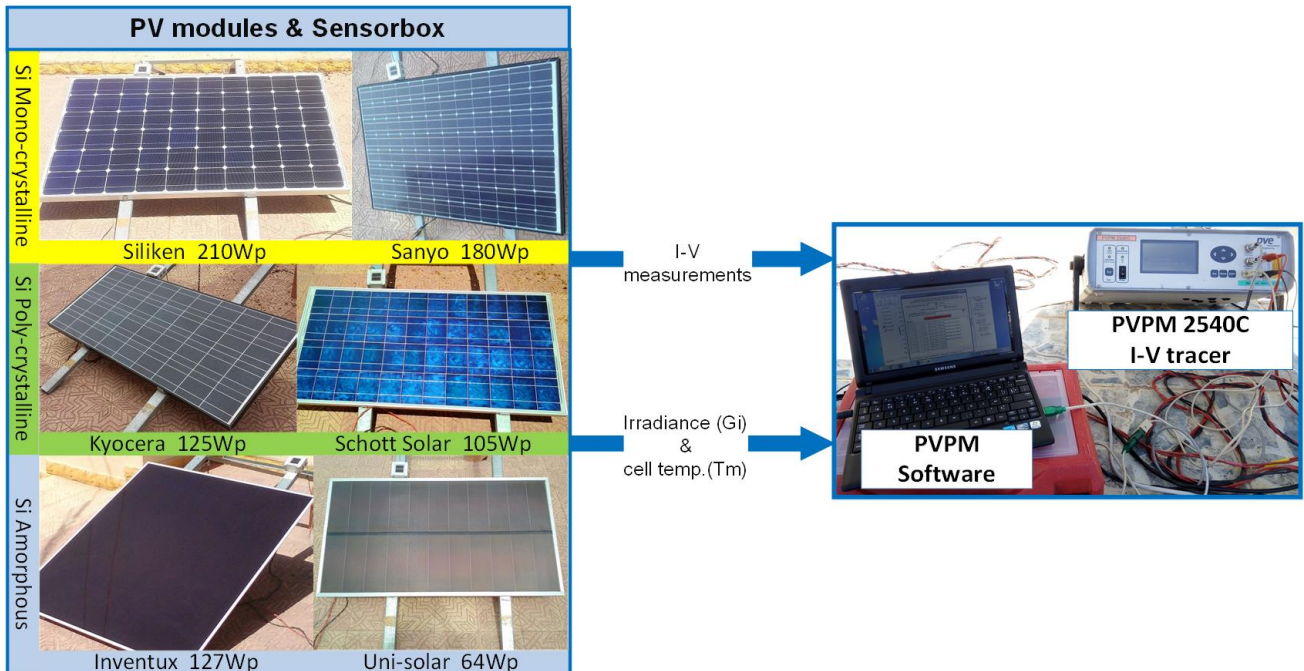 PV modules & Sensorbox
Si Mono-crystalline
Siliken 210Wp
Sanyo 180Wp
Si Poly-crystalline
Kyocera 125Wp
Schott Solar 105Wp
Si Amorphous
Inventux 127Wp
Uni-solar 64Wp
I-V
measurements
Irradiance (Gi)
&
cell temp.(Tm)
pve
SAMSUNG
PVPM 2540C
I-V tracer
PVPM
Software